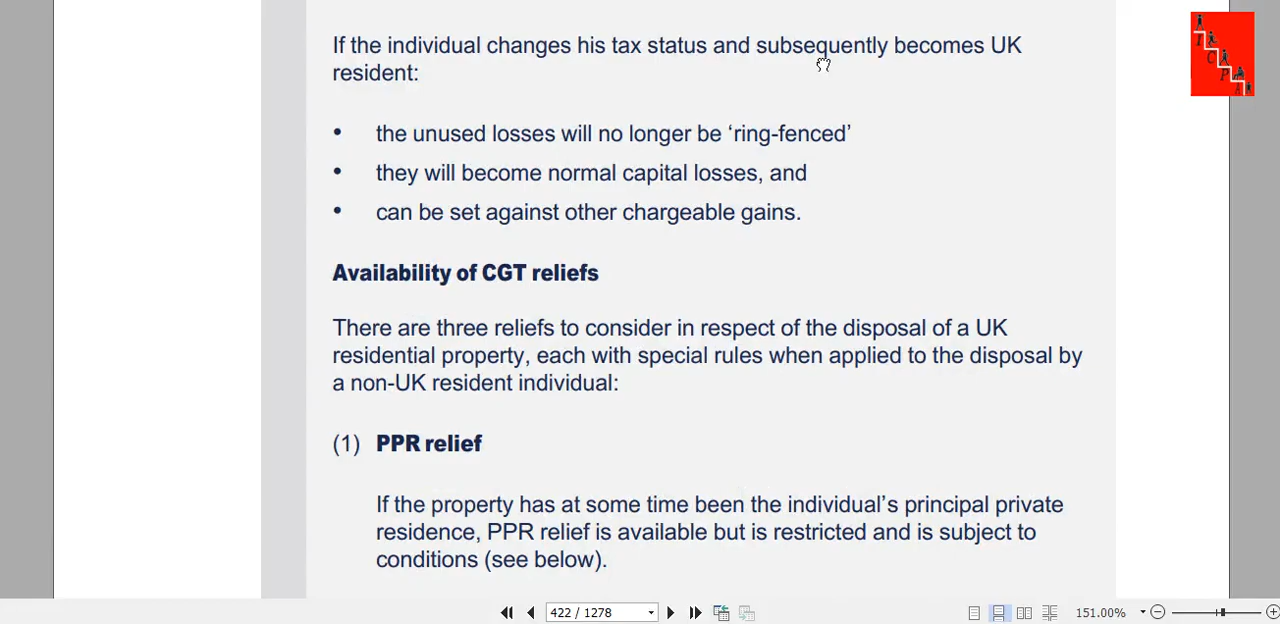 If the individual changes his tax status and subsequently becomes UK
resident:
• the unused losses will no longer be ‘ring-fenced’
• they will become normal capital losses, and
• can be set against other chargeable gains.
Availability of CGT reliefs
There are three reliefs to consider in respect of the disposal of a UK
residential property, each with special rules when applied to the disposal by
a non-UK resident individual:
(1) PPR relief
If the property has at some time been the individual’s principal private
residence, PPR relief is available but is restricted and is subject to
conditions (see below).
I
C
P
A
422 / 1278
151.00%